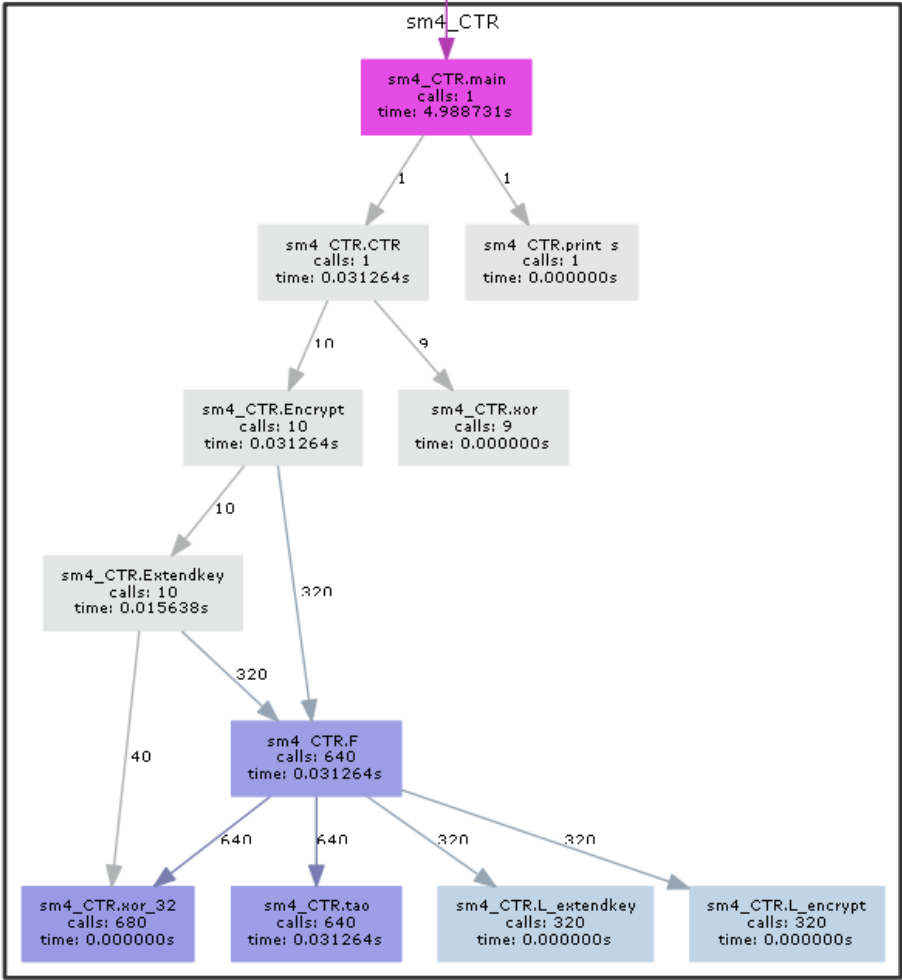 sm4_CTR
sm4_CTR.main
calls: 1
time: 4.988731s
1
1
sm4_CTR.CTR
calls: 1
time: 0.031264s
sm4_CTR.print_s
calls: 1
time: 0.000000s
10
9
sm4_CTR.Encrypt
calls: 10
time: 0.031264s
sm4_CTR.xor
calls: 9
time: 0.000000s
10
320
sm4_CTR.Extendkey
calls: 10
time: 0.015638s
320
40
sm4_CTR.F
calls: 640
time: 0.031264s
640
640
320
320
sm4_CTR.xor_32
calls: 680
time: 0.000000s
sm4_CTR.tao
calls: 640
time: 0.031264s
sm4_CTR.L_extendkey
calls: 320
time: 0.000000s
sm4_CTR.L_encrypt
calls: 320
time: 0.000000s